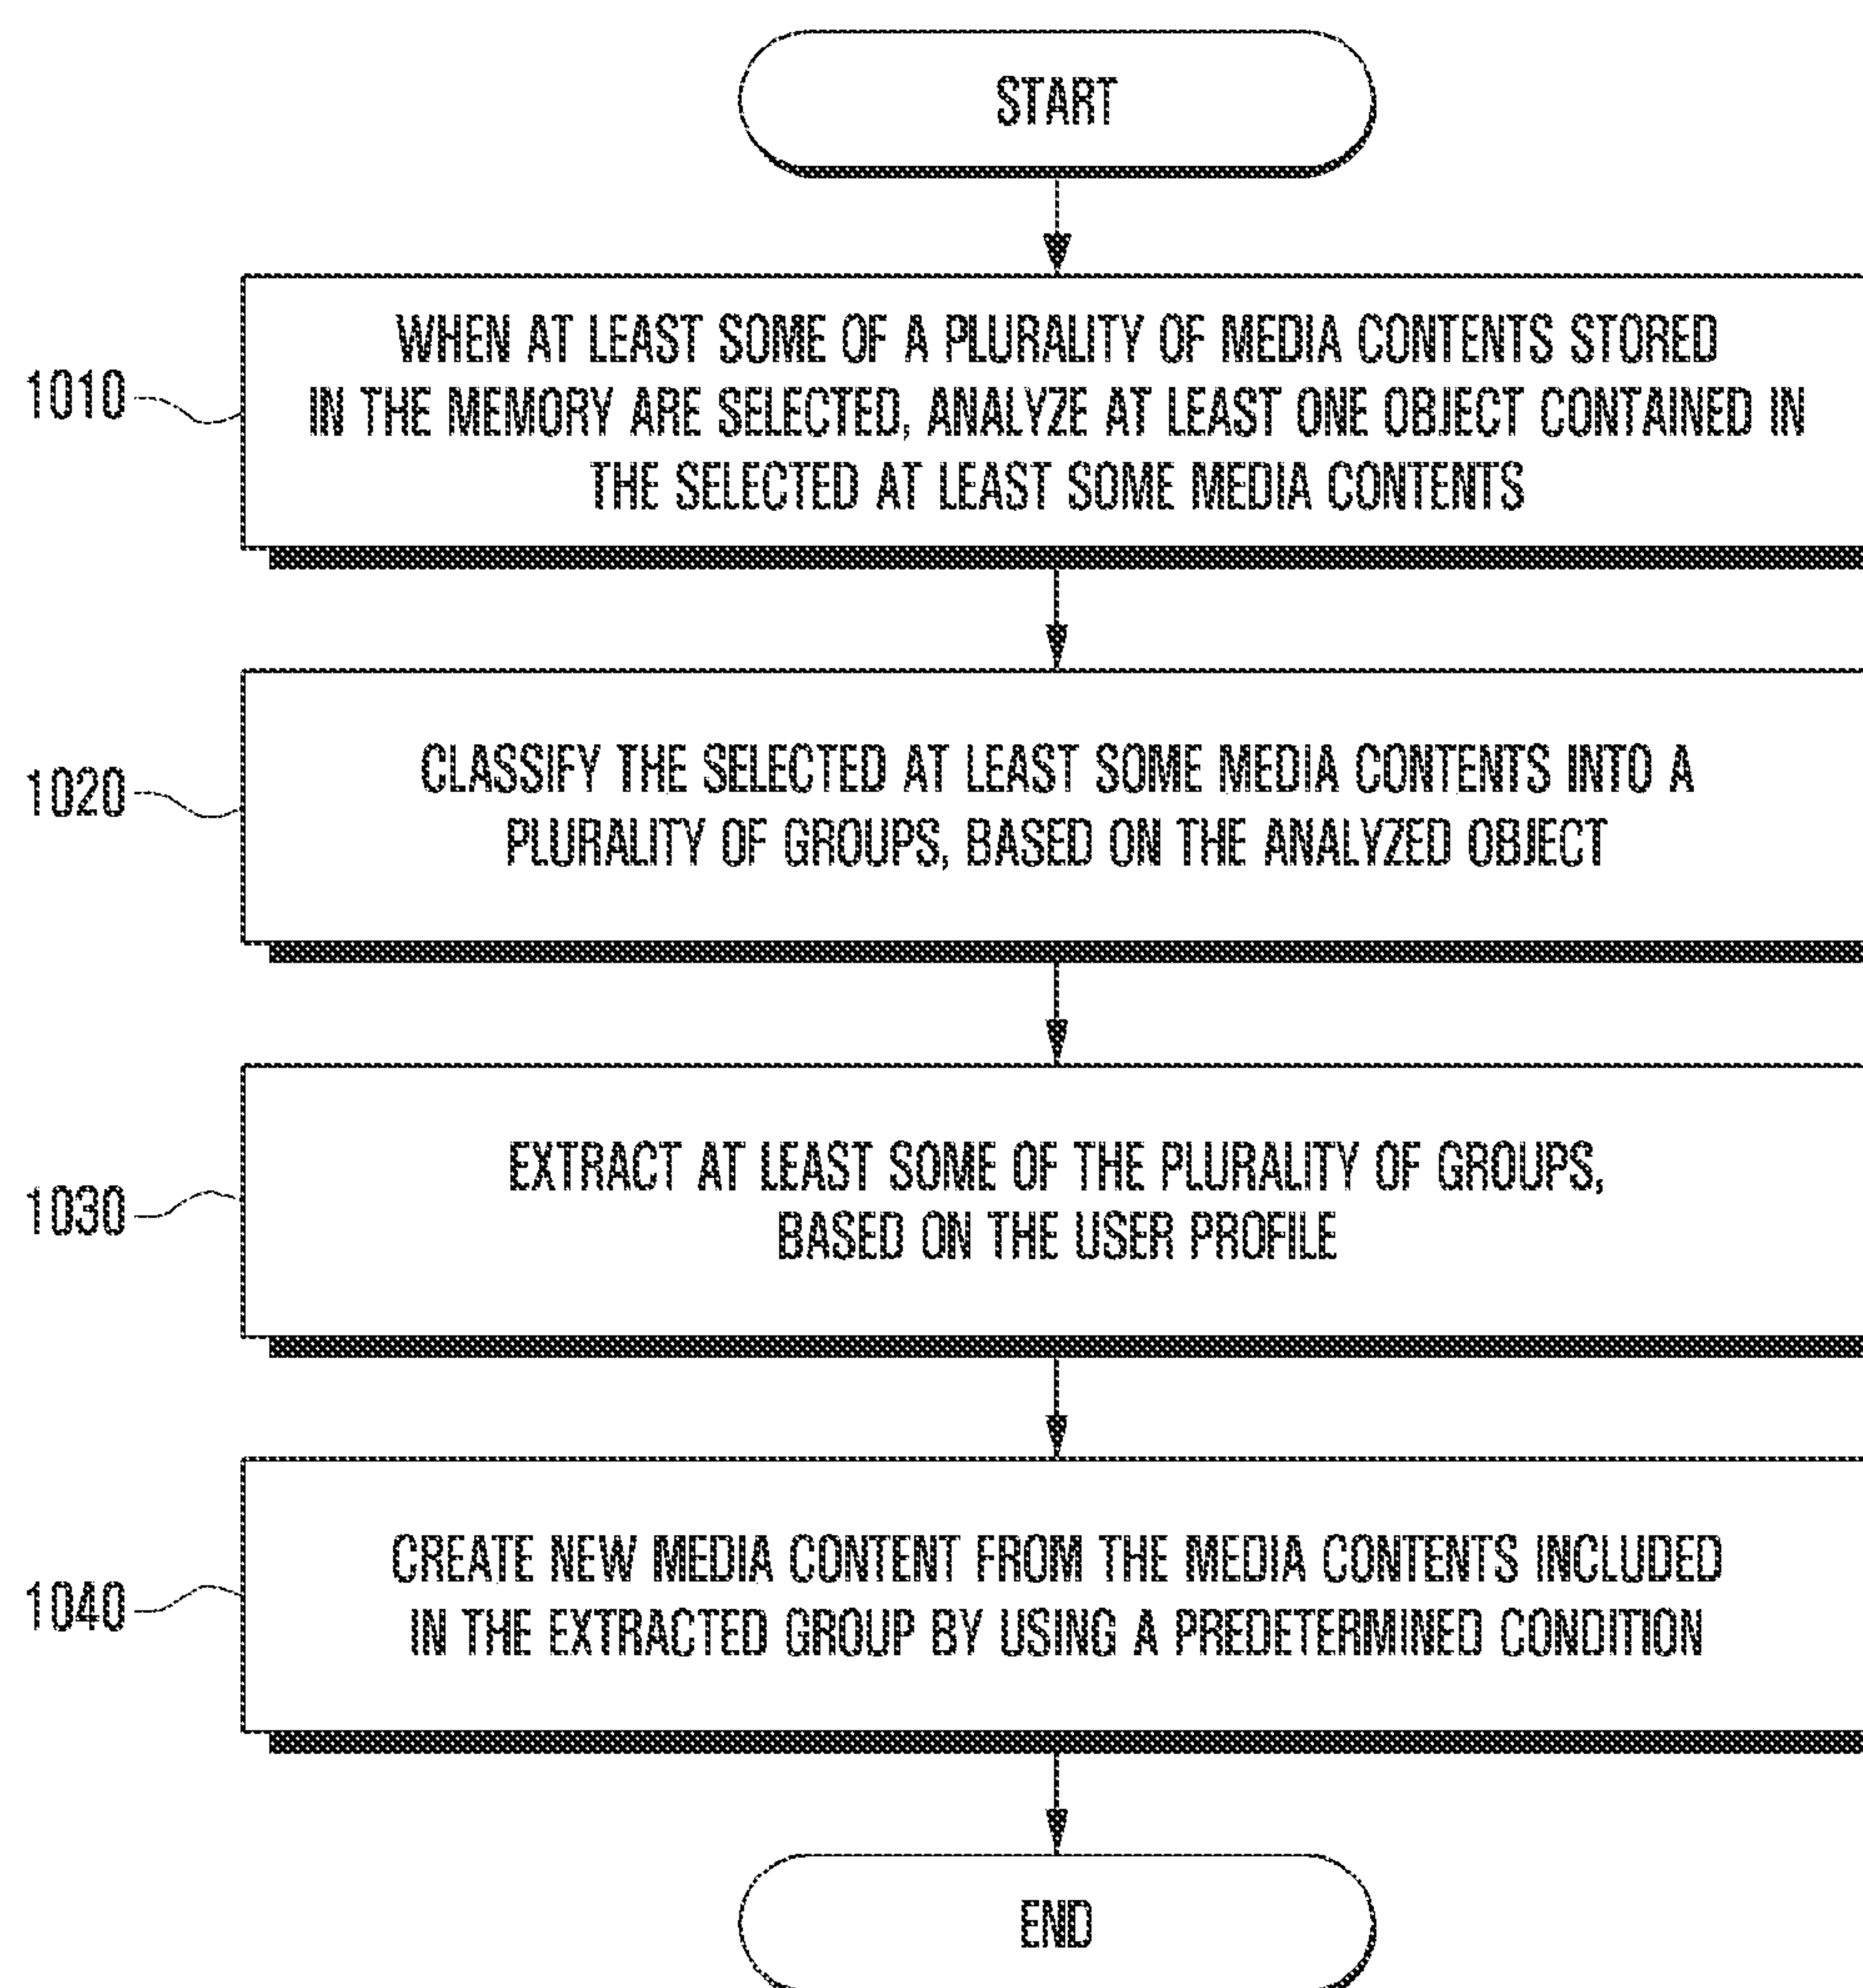 START
1010
WHEN AT LEAST SOME OF A PLURALITY OF MEDIA CONTENTS STORED
IN THE MEMORY ARE SELECTED, ANALYZE AT LEAST ONE OBJECT CONTAINED IN
THE SELECTED AT LEAST SOME MEDIA CONTENTS
1020
CLASSIFY THE SELECTED AT LEAST SOME MEDIA CONTENTS INTO A
PLURALITY OF GROUPS, BASED ON THE ANALYZED OBJECT
1030
EXTRACT AT LEAST SOME OF THE PLURALITY OF GROUPS,
BASED ON THE USER PROFILE
1040
CREATE NEW MEDIA CONTENT FROM THE MEDIA CONTENTS INCLUDED
IN THE EXTRACTED GROUP BY USING A PREDETERMINED CONDITION
END